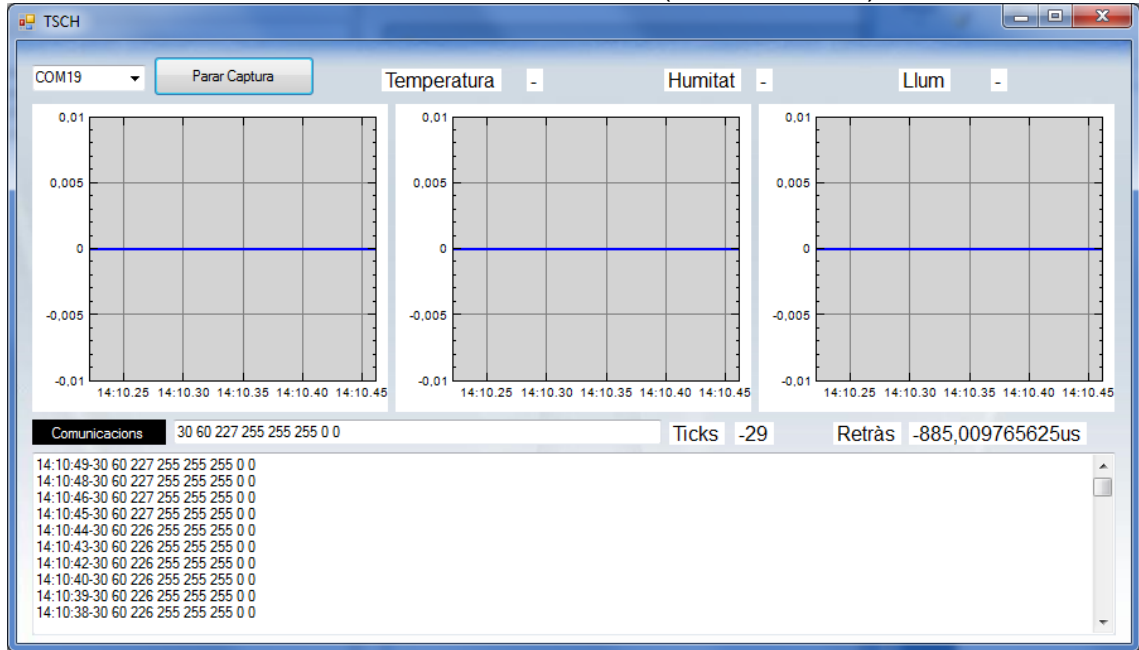 TSCH
COM19 Parar Captura Temperatura - Humitat - Llum -
0,01 0,01 0,01
0,005 0,005 0,005
0 0 0
-0,005 -0,005 -0,005
-0,01 -0,01 -0,01
14:10.25 14:10.30 14:10.35 14:10.40 14:10.45 14:10.25 14:10.30 14:10.35 14:10.40 14:10.45 14:10.25 14:10.30 14:10.35 14:10.40 14:10.45
Comunicacions 30 60 227 255 255 255 0 0 Ticks -29 Retràs -885,009765625us
14:10:49-30 60 227 255 255 255 0 0
14:10:48-30 60 227 255 255 255 0 0
14:10:46-30 60 227 255 255 255 0 0
14:10:45-30 60 227 255 255 255 0 0
14:10:44-30 60 226 255 255 255 0 0
14:10:43-30 60 226 255 255 255 0 0
14:10:42-30 60 226 255 255 255 0 0
14:10:40-30 60 226 255 255 255 0 0
14:10:39-30 60 226 255 255 255 0 0
14:10:38-30 60 226 255 255 255 0 0